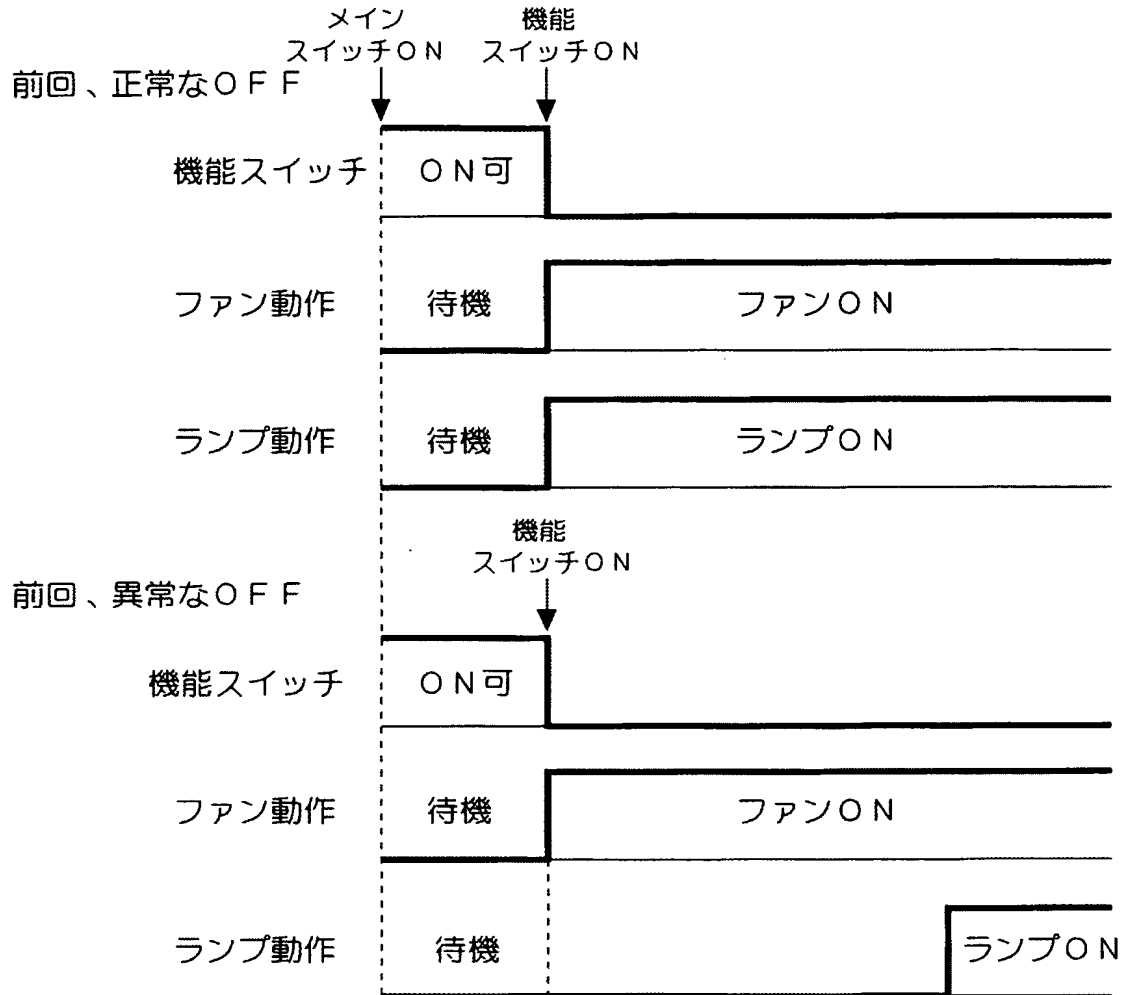 メイン
スイッチON
機能
スイッチON
前回、正常なOFF
機能スイッチ
ON可
ファン動作
待機
ファンON
ランプ動作
待機
ランプON
機能
スイッチON
前回、異常なOFF
機能スイッチ
ON可
ファン動作
待機
ファンON
ランプ動作
待機
ランプON